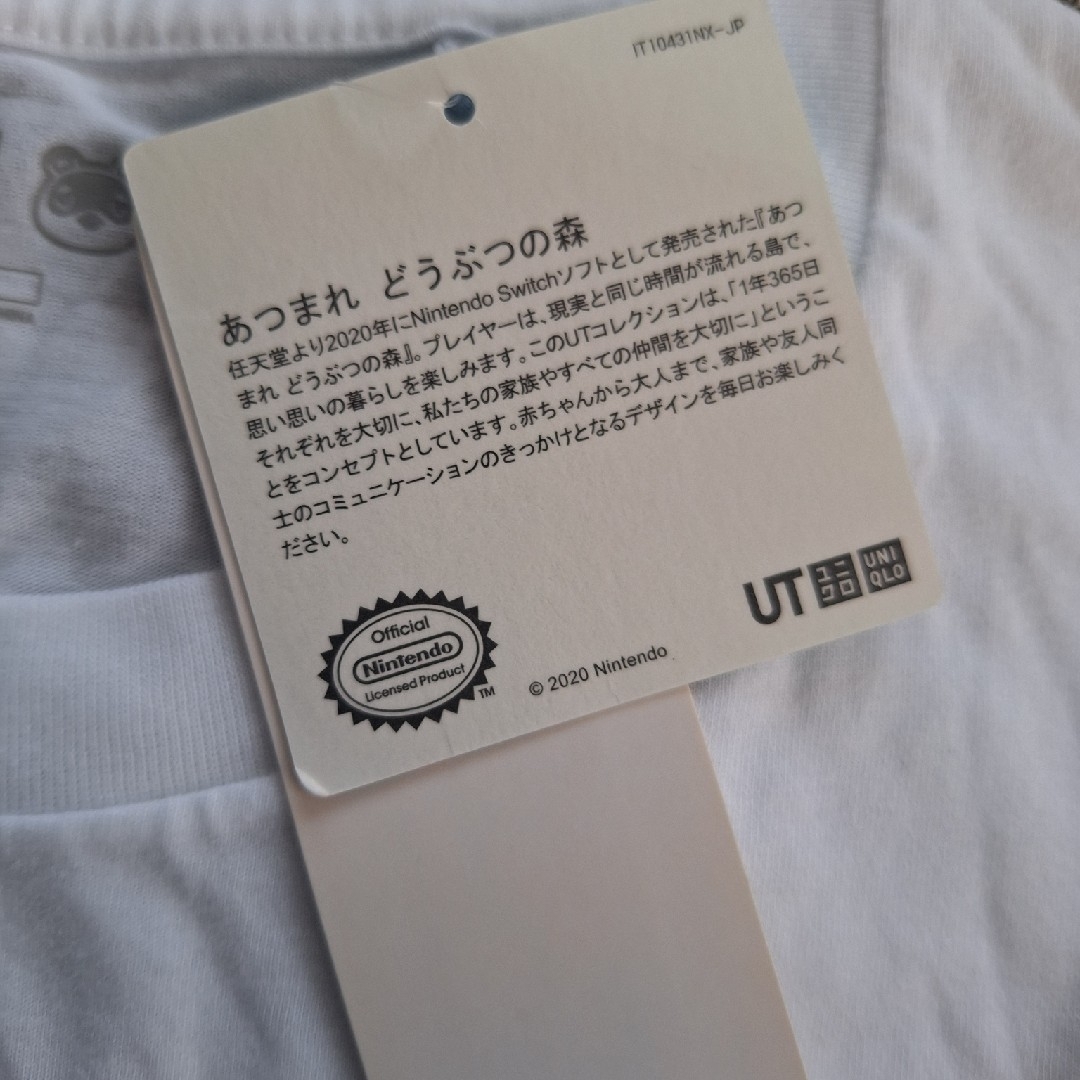 IT10431NX-JP
あつまれ どうぶつの森
任天堂より2020年にNintendo Switchソフトとして発売された『あつ
まれ どうぶつの森』。プレイヤーは、現実と同じ時間が流れる島で、
思い思いの暮らしを楽しみます。このUTコレクションは、「1年365日
それぞれを大切に、私たちの家族やすべての仲間を大切に」というこ
とをコンセプトとしています。赤ちゃんから大人まで、家族や友人同
士のコミュニケーションのきっかけとなるデザインを毎日お楽しみく
ださい。
Official
Nintendo
Licensed Product
TM
© 2020 Nintendo
UT ユニクロ UNIQLO